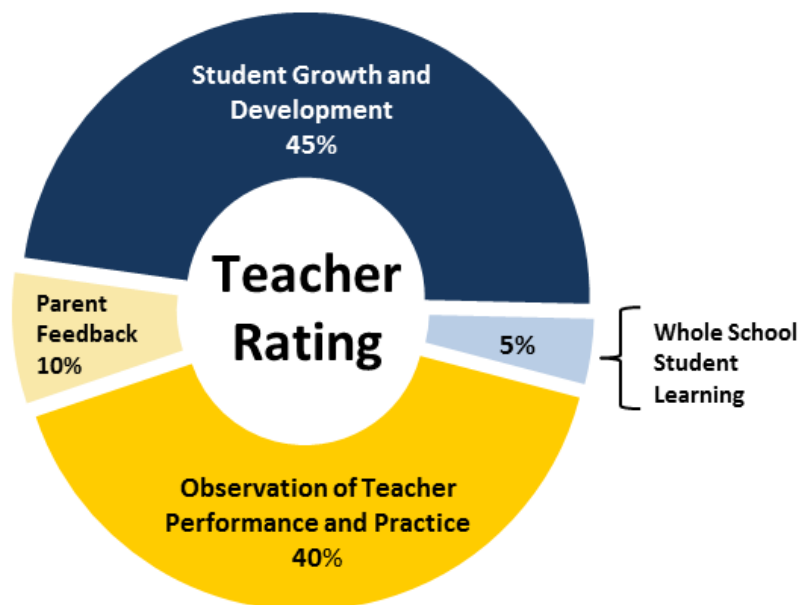 Student Growth and
Development
45%
Teacher
Rating
Parent
Feedback
10%
5%
Whole School
Student
Learning
Observation of Teacher
Performance and Practice
40%